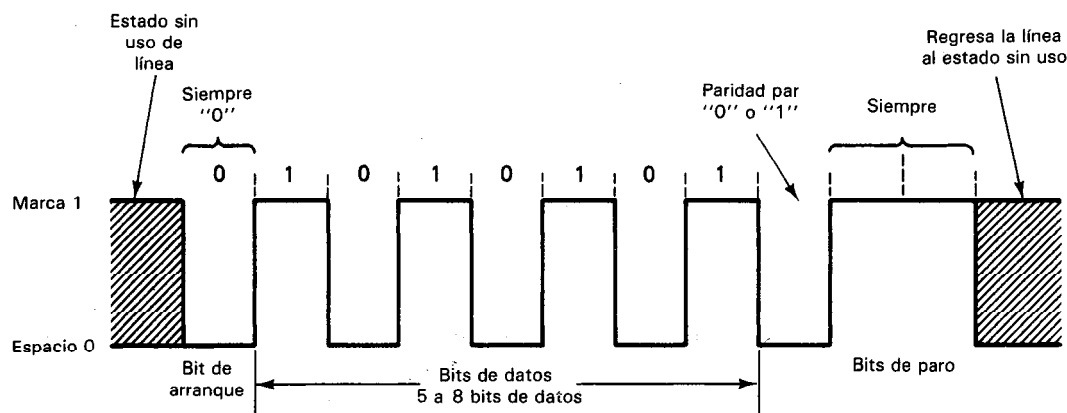 Estado sin
uso de
línea
Siempre
"0"
Paridad par
"0" o "1"
Siempre
Regresa la línea
al estado sin uso
0 1 0 1 0 1 0 1
Marca 1
Espacio 0
Bit de
arranque
Bits de datos
5 a 8 bits de datos
Bits de paro